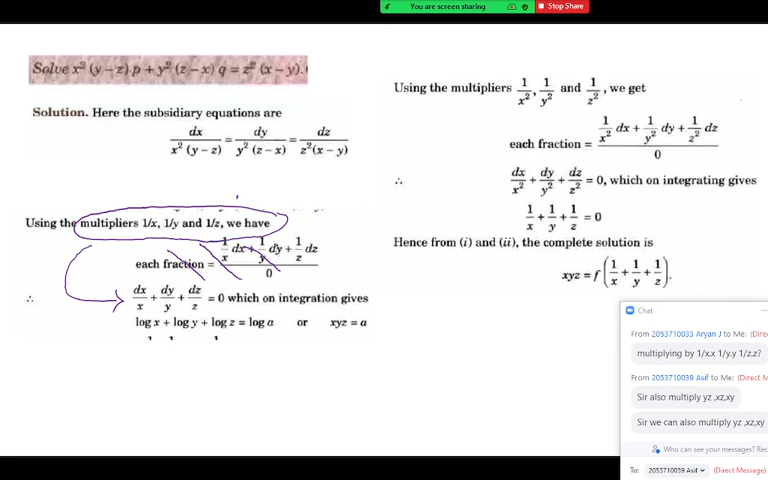 You are screen sharing
Stop Share
Solve x² (y – z) p + y² (z – x) q = z² (x – y).
Solution. Here the subsidiary equations are
dx/x² (y – z) = dy/y² (z – x) = dz/z²(x – y)
Using the multipliers 1/x, 1/y and 1/z, we have
each fraction = (1/x dx + 1/y dy + 1/z dz)/0
∴ dx/x + dy/y + dz/z = 0 which on integration gives
log x + log y + log z = log a or xyz = a
Using the multipliers 1/x², 1/y² and 1/z², we get
each fraction = (1/x² dx + 1/y² dy + 1/z² dz)/0
∴ dx/x² + dy/y² + dz/z² = 0, which on integrating gives
1/x + 1/y + 1/z = 0
Hence from (i) and (ii), the complete solution is
xyz = f(1/x + 1/y + 1/z).
Chat
From 2053710033 Aryan J to Me: (Dire
multiplying by 1/x.x 1/y.y 1/z.z?
From 2053710039 Asif to Me: (Direct M
Sir also multiply yz ,xz,xy
Sir we can also multiply yz ,xz,xy
Who can see your messages? Rec
To: 2053710039 Asif (Direct Message)